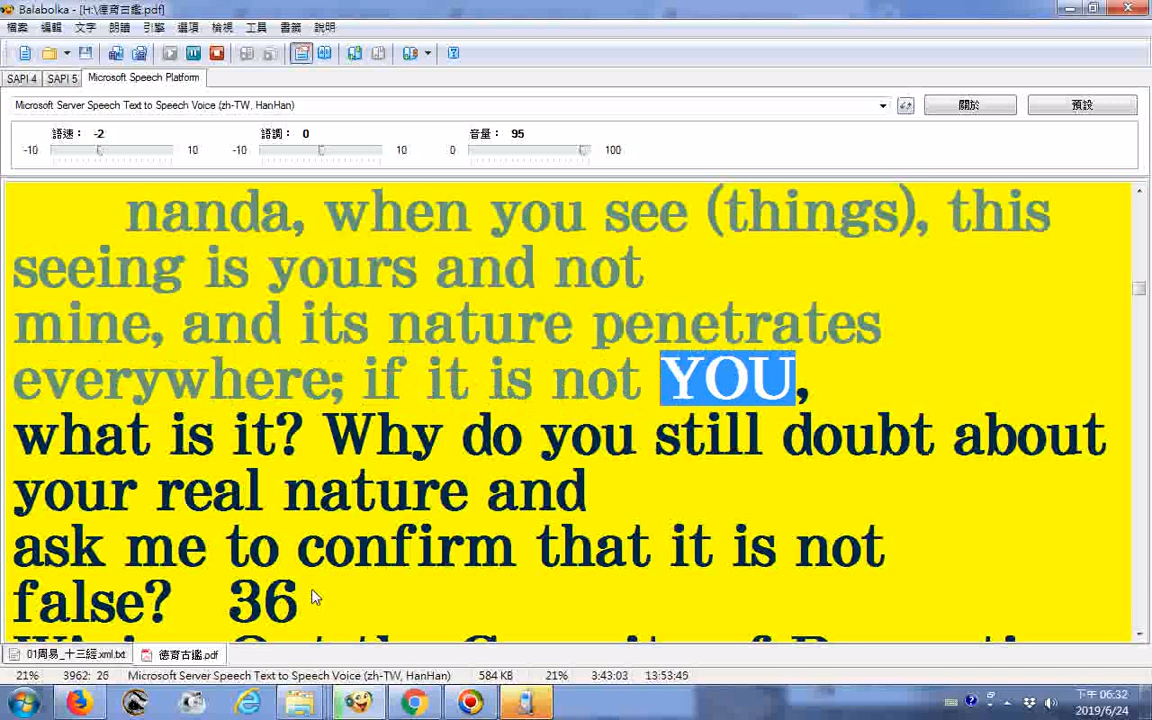 Balabolka - [H:\德育古鑑.pdf]
檔案 編輯 文字 朗讀 引擎 選項 檢視 工具 書籤 說明
SAPI 4 SAPI 5 Microsoft Speech Platform
Microsoft Server Speech Text to Speech Voice (zh-TW, HanHan) 關於 預設
語速： -2 語調： 0 音量： 95
-10 10 -10 10 0 100
nanda, when you see (things), this
seeing is yours and not
mine, and its nature penetrates
everywhere; if it is not YOU,
what is it? Why do you still doubt about
your real nature and
ask me to confirm that it is not
false? 36
01周易_十三經.xml.txt 德育古鑑.pdf
21% 3962: 26 Microsoft Server Speech Text to Speech Voice (zh-TW, HanHan) 584 KB 21% 3:43:03 13:53:49
下午 06:32
2019/6/24